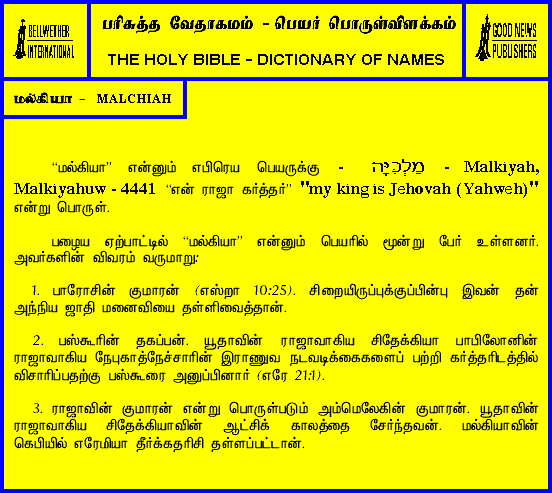 BELLWETHER
INTERNATIONAL
பரிசுத்த வேதாகமம் - பெயர் பொருள்விளக்கம்
THE HOLY BIBLE - DICTIONARY OF NAMES
GOOD NEWS
PUBLISHERS
மல்கியா - MALCHIAH
“மல்கியா” என்னும் எபிரெய பெயருக்கு - מַלְכִּיָּה - Malkiyah,
Malkiyahuw - 4441 “என் ராஜா கர்த்தர்” "my king is Jehovah (Yahweh)"
என்று பொருள்.
பழைய ஏற்பாட்டில் “மல்கியா” என்னும் பெயரில் மூன்று பேர் உள்ளனர்.
அவர்களின் விவரம் வருமாறு:
1. பாரோசின் குமாரன் (எஸ்றா 10:25). சிறையிருப்புக்குப்பின்பு இவன் தன்
அந்நிய ஜாதி மனைவியை தள்ளிவைத்தான்.
2. பஸ்கூரின் தகப்பன். யூதாவின் ராஜாவாகிய சிதேக்கியா பாபிலோனின்
ராஜாவாகிய நேபுகாத்நேச்சாரின் இராணுவ நடவடிக்கைகளைப் பற்றி கர்த்தரிடத்தில்
விசாரிப்பதற்கு பஸ்கூரை அனுப்பினார் (எரே 21:1).
3. ராஜாவின் குமாரன் என்று பொருள்படும் அம்மெலேகின் குமாரன். யூதாவின்
ராஜாவாகிய சிதேக்கியாவின் ஆட்சிக் காலத்தை சேர்ந்தவன். மல்கியாவின்
கெபியில் எரேமியா தீர்க்கதரிசி தள்ளப்பட்டான்.